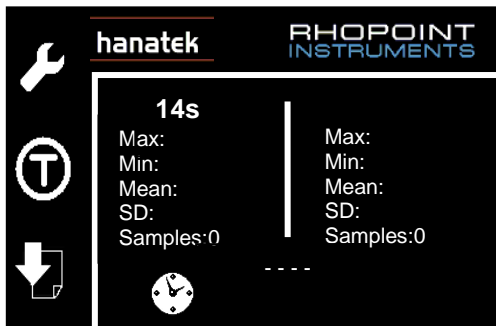 hanatek
RHOPOINT
INSTRUMENTS
14s
Max:
Min:
Mean:
SD:
Samples:0
Max:
Min:
Mean:
SD:
Samples:0
- - - -
T